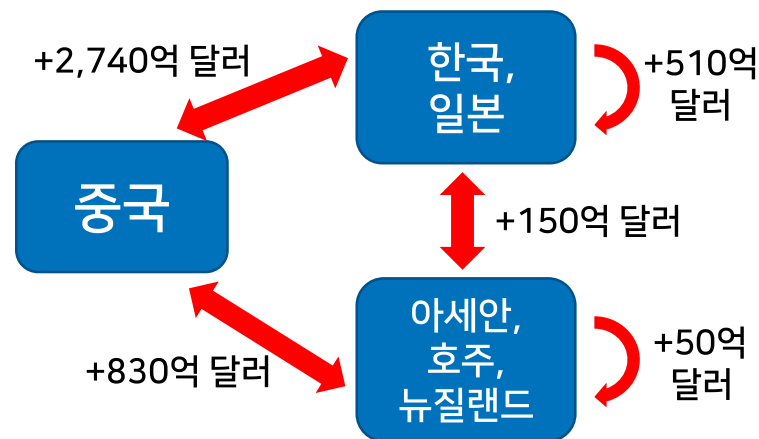 +2,740억 달러
한국,
일본
+510억
달러
중국
+150억 달러
아세안,
호주,
뉴질랜드
+830억 달러
+50억
달러